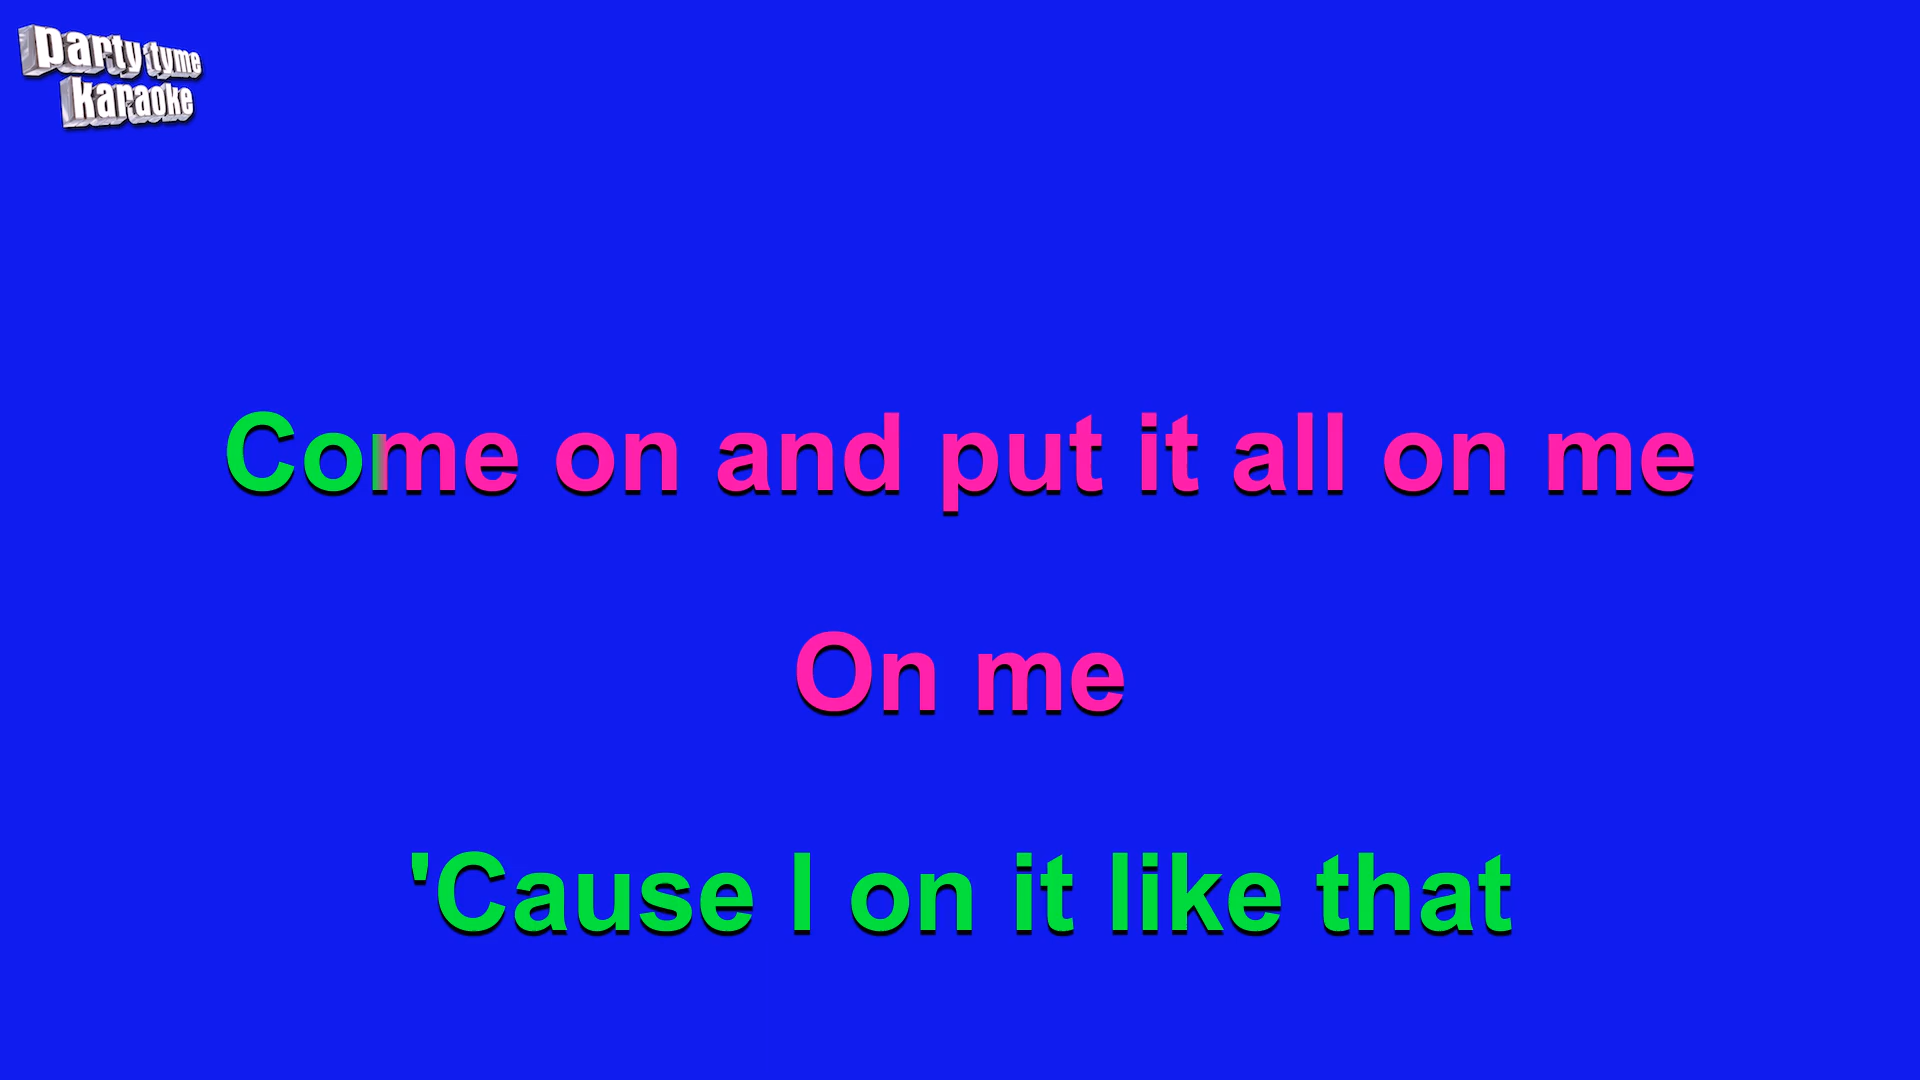 party tyme
karaoke
Come on and put it all on me
On me
'Cause I on it like that